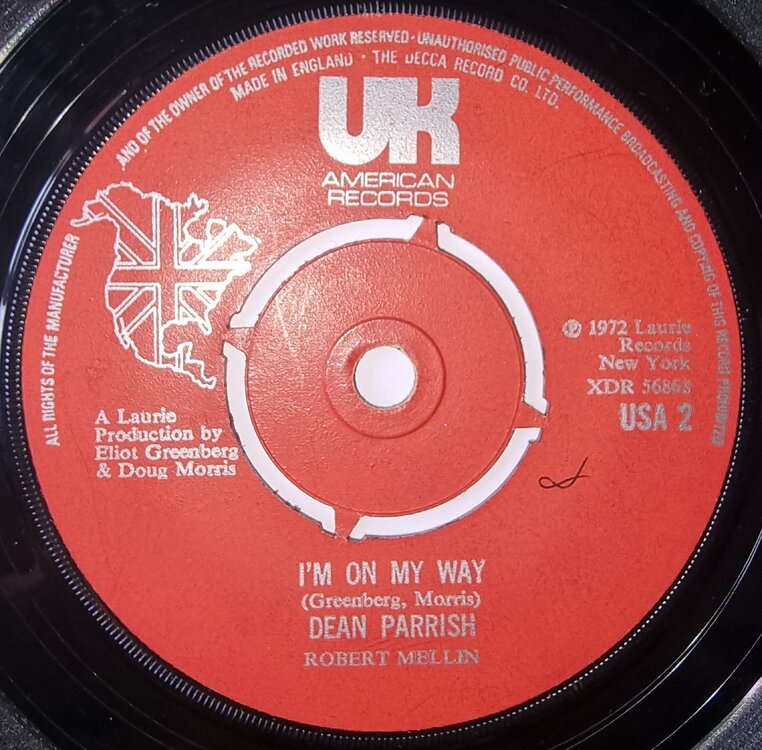 AND OF THE OWNER OF THE RECORDED WORK RESERVED · UNAUTHORISED PUBLIC PERFORMANCE BROADCASTING AND COPYING OF THIS RECORD PROHIBITED
MADE IN ENGLAND · THE DECCA RECORD CO. LTD.
UK
AMERICAN
RECORDS
ALL RIGHTS OF THE MANUFACTURER
℗ 1972 Laurie
Records
New York
XDR 56868
USA 2
A Laurie
Production by
Eliot Greenberg
& Doug Morris
I'M ON MY WAY
(Greenberg, Morris)
DEAN PARRISH
ROBERT MELLIN